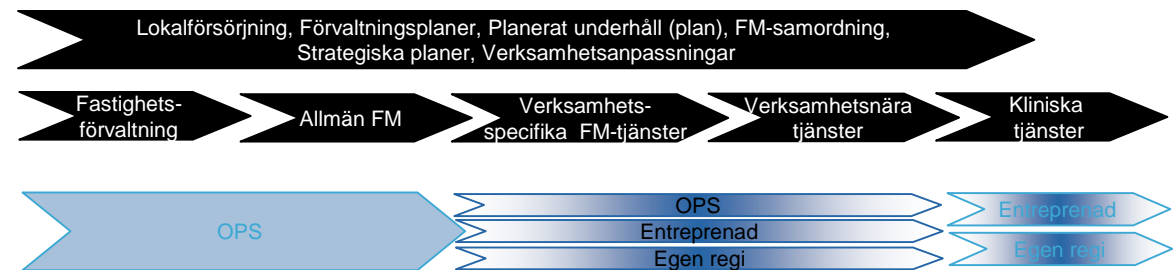 Lokalförsörjning, Förvaltningsplaner, Planerat underhåll (plan), FM-samordning,
Strategiska planer, Verksamhetsanpassningar
Fastighets-
förvaltning
Allmän FM
Verksamhets-
specifika FM-tjänster
Verksamhetsnära
tjänster
Kliniska
tjänster
OPS
OPS
Entreprenad
Egen regi
Entreprenad
Egen regi